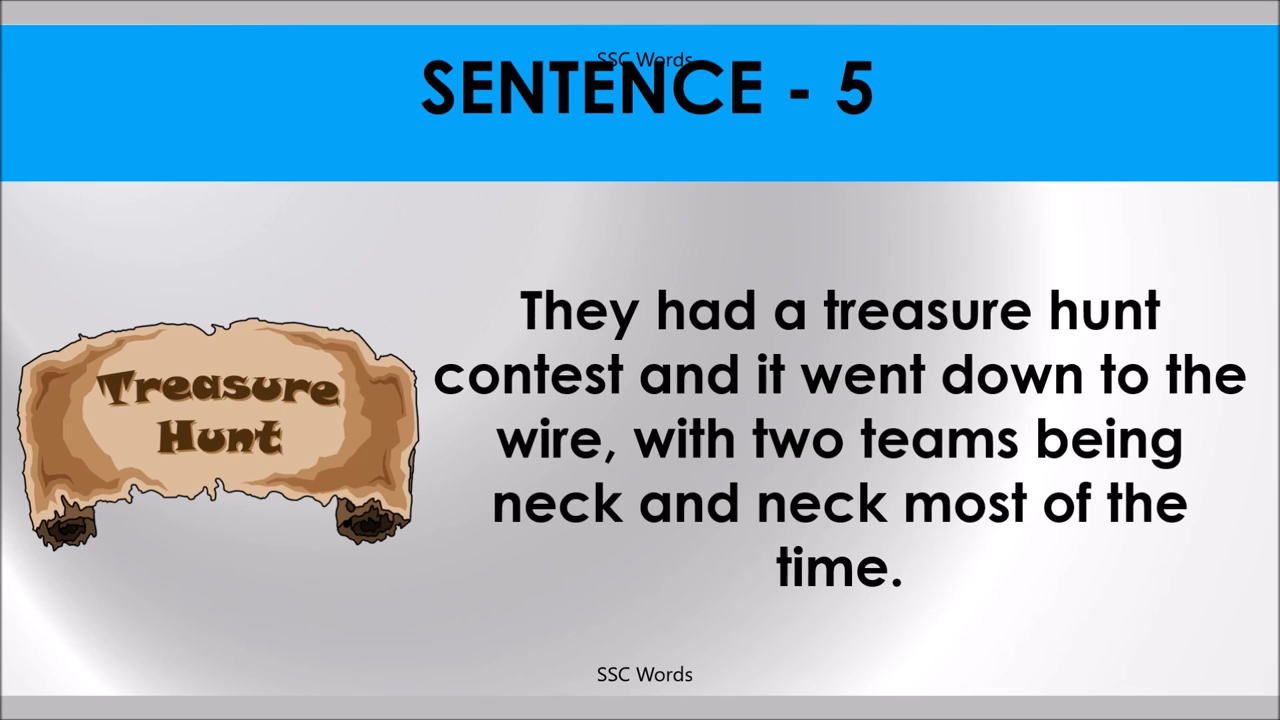 SSC Words
SENTENCE - 5
Treasure
Hunt
They had a treasure hunt
contest and it went down to the
wire, with two teams being
neck and neck most of the
time.
SSC Words